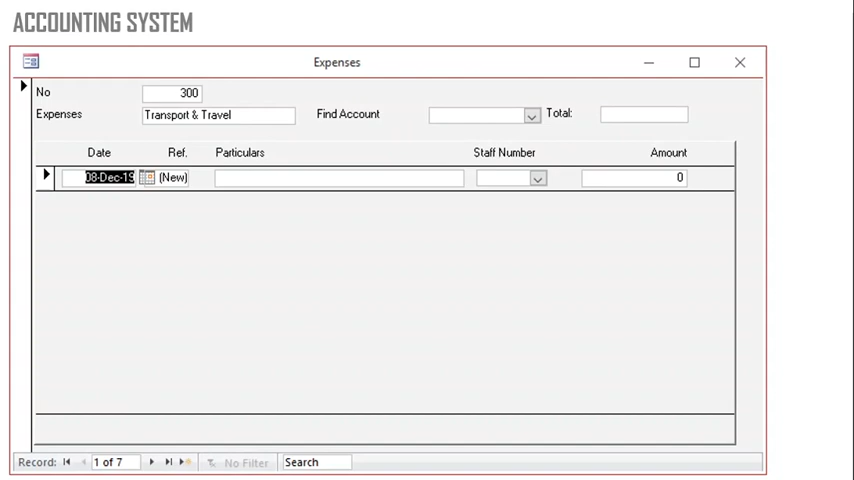 ACCOUNTING SYSTEM
Expenses
No 300
Expenses Transport & Travel Find Account Total:
Date Ref. Particulars Staff Number Amount
08-Dec-19 (New) 0
Record: 1 of 7 No Filter Search